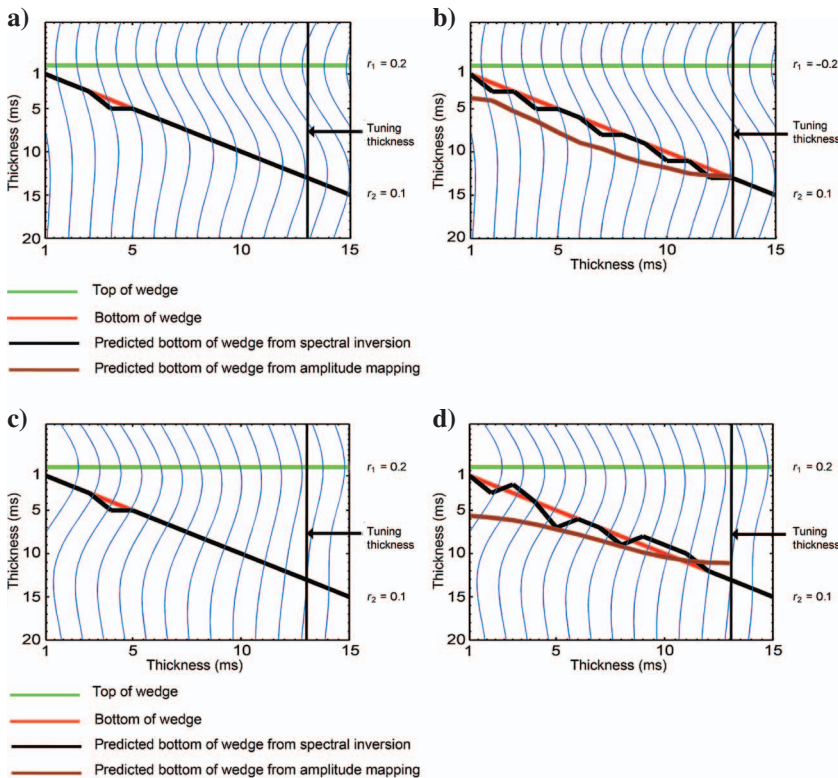 a)
Thickness (ms)
1
5
10
15
20
1
5
10
15
r1 = 0.2
Tuning
thickness
r2 = 0.1
b)
Thickness (ms)
1
5
10
15
20
1
5
10
15
Thickness (ms)
r1 = –0.2
Tuning
thickness
r2 = 0.1
Top of wedge
Bottom of wedge
Predicted bottom of wedge from spectral inversion
Predicted bottom of wedge from amplitude mapping
c)
Thickness (ms)
1
5
10
15
20
1
5
10
15
Thickness (ms)
r1 = 0.2
Tuning
thickness
r2 = 0.1
d)
Thickness (ms)
1
5
10
15
20
1
5
10
15
Thickness (ms)
r1 = 0.2
Tuning
thickness
r2 = 0.1
Top of wedge
Bottom of wedge
Predicted bottom of wedge from spectral inversion
Predicted bottom of wedge from amplitude mapping